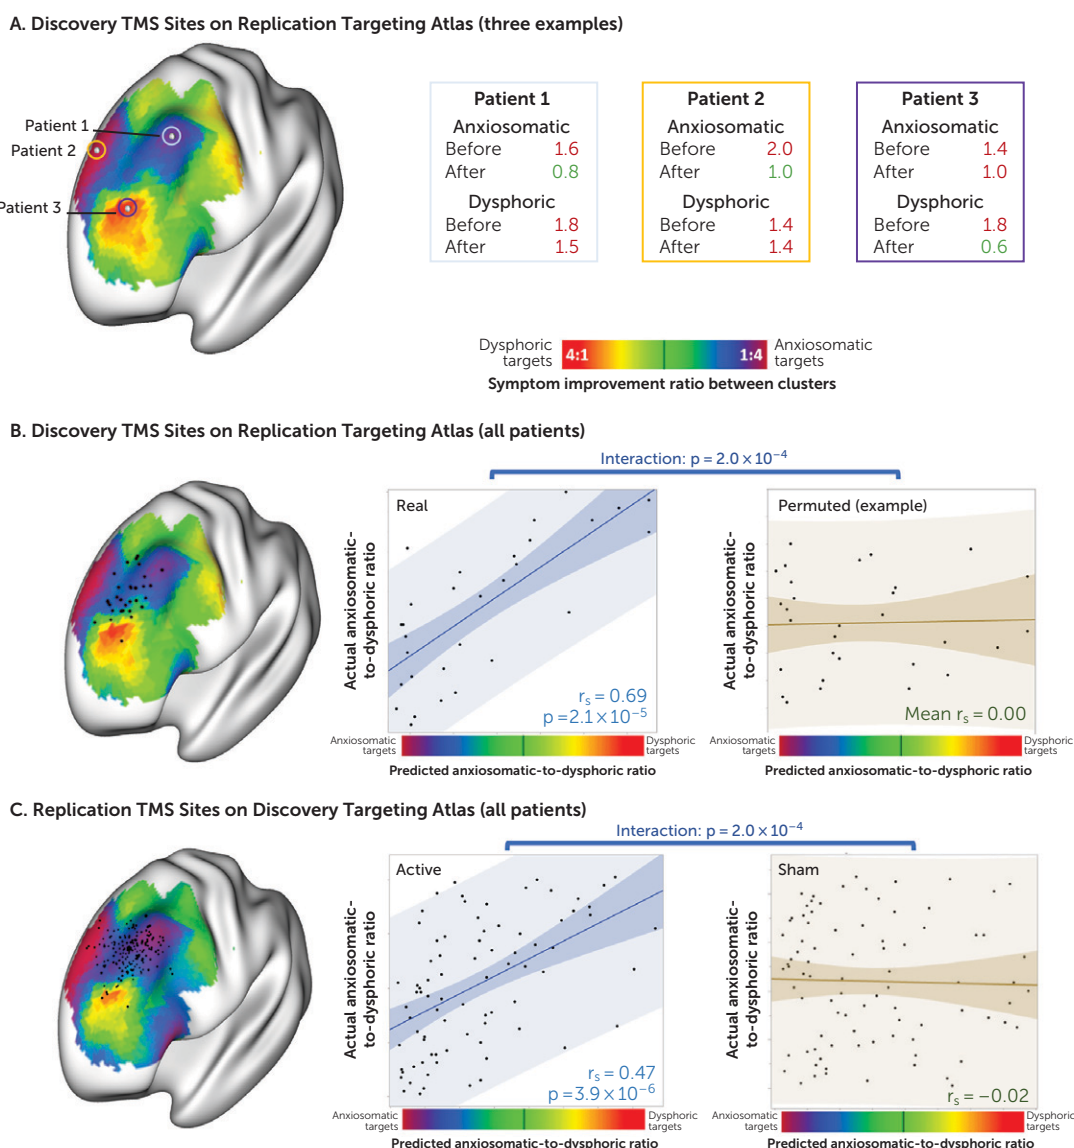 A. Discovery TMS Sites on Replication Targeting Atlas (three examples)
Patient 1
Patient 2
Patient 3
Patient 1
Anxiosomatic
Before 1.6
After 0.8
Dysphoric
Before 1.8
After 1.5
Patient 2
Anxiosomatic
Before 2.0
After 1.0
Dysphoric
Before 1.4
After 1.4
Patient 3
Anxiosomatic
Before 1.4
After 1.0
Dysphoric
Before 1.8
After 0.6
Dysphoric
targets
4:1
1:4
Anxiosomatic
targets
Symptom improvement ratio between clusters
B. Discovery TMS Sites on Replication Targeting Atlas (all patients)
Interaction: p = 2.0 × 10⁻⁴
Real
Actual anxiosomatic-
to-dysphoric ratio
rₛ = 0.69
p = 2.1 × 10⁻⁵
Anxiosomatic
targets
Dysphoric
targets
Predicted anxiosomatic-to-dysphoric ratio
Permuted (example)
Actual anxiosomatic-
to-dysphoric ratio
Mean rₛ = 0.00
Anxiosomatic
targets
Dysphoric
targets
Predicted anxiosomatic-to-dysphoric ratio
C. Replication TMS Sites on Discovery Targeting Atlas (all patients)
Interaction: p = 2.0 × 10⁻⁴
Active
Actual anxiosomatic-
to-dysphoric ratio
rₛ = 0.47
p = 3.9 × 10⁻⁶
Anxiosomatic
targets
Dysphoric
targets
Predicted anxiosomatic-to-dysphoric ratio
Sham
Actual anxiosomatic-
to-dysphoric ratio
rₛ = −0.02
Anxiosomatic
targets
Dysphoric
targets
Predicted anxiosomatic-to-dysphoric ratio